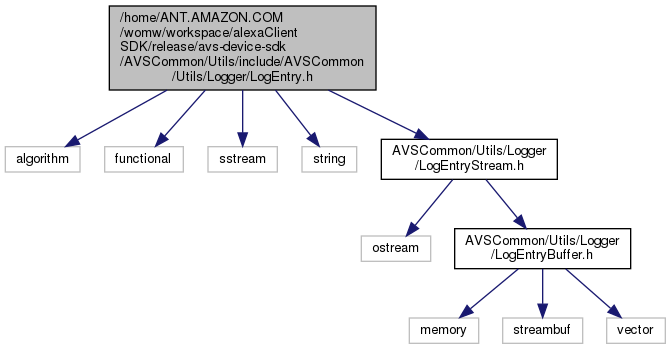 /home/ANT.AMAZON.COM
/womw/workspace/alexaClient
SDK/release/avs-device-sdk
/AVSCommon/Utils/include/AVSCommon
/Utils/Logger/LogEntry.h
algorithm
functional
sstream
string
AVSCommon/Utils/Logger
/LogEntryStream.h
ostream
AVSCommon/Utils/Logger
/LogEntryBuffer.h
memory
streambuf
vector